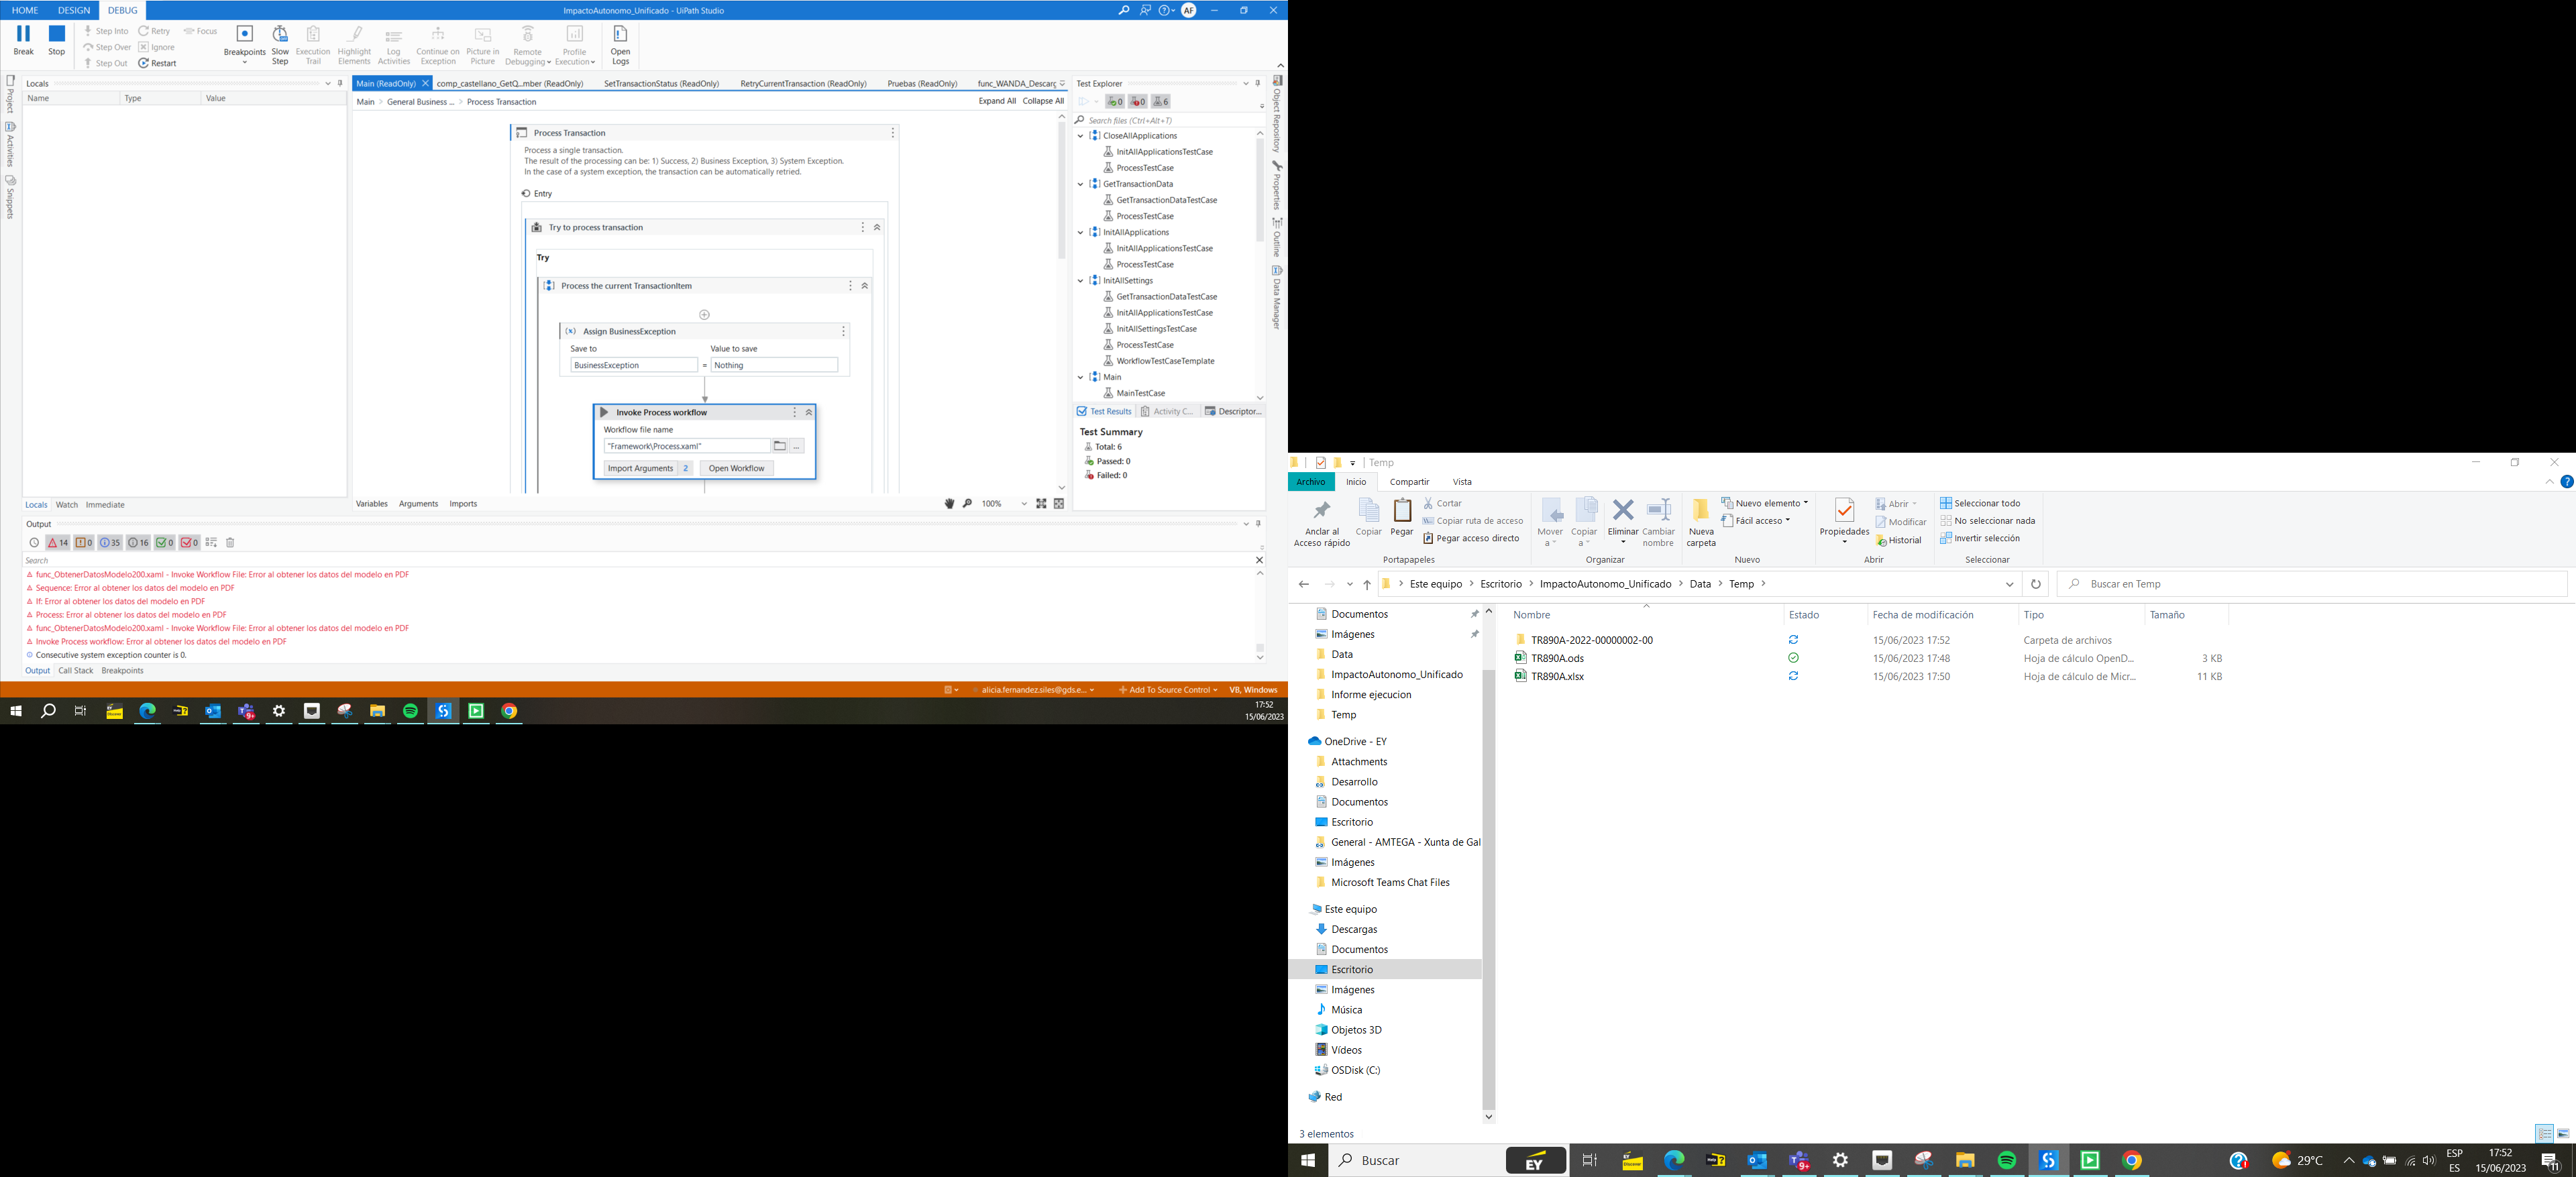 HOME DESIGN DEBUG
ImpactoAutonomo_Unificado - UiPath Studio
AF
Break
Stop
Step Into
Step Over
Step Out
Retry
Ignore
Restart
Focus
Breakpoints
Slow Step
Execution Trail
Highlight Elements
Log Activities
Continue on Exception
Picture in Picture
Remote Debugging
Profile Execution
Open Logs
Project
Activities
Snippets
Locals
Name Type Value
Locals Watch Immediate
Main (ReadOnly)
comp_castellano_GetQ...mber (ReadOnly)
SetTransactionStatus (ReadOnly)
RetryCurrentTransaction (ReadOnly)
Pruebas (ReadOnly)
func_WANDA_Descarg
Main > General Business ... > Process Transaction
Expand All Collapse All
Process Transaction
Process a single transaction.
The result of the processing can be: 1) Success, 2) Business Exception, 3) System Exception.
In the case of a system exception, the transaction can be automatically retried.
Entry
Try to process transaction
Try
Process the current TransactionItem
Assign BusinessException
Save to
Value to save
BusinessException = Nothing
Invoke Process workflow
Workflow file name
"Framework\Process.xaml"
...
Import Arguments 2
Open Workflow
Variables Arguments Imports
100%
Test Explorer
0 0 6
Search files (Ctrl+Alt+T)
CloseAllApplications
InitAllApplicationsTestCase
ProcessTestCase
GetTransactionData
GetTransactionDataTestCase
ProcessTestCase
InitAllApplications
InitAllApplicationsTestCase
ProcessTestCase
InitAllSettings
GetTransactionDataTestCase
InitAllApplicationsTestCase
InitAllSettingsTestCase
ProcessTestCase
WorkflowTestCaseTemplate
Main
MainTestCase
Test Results Activity C... Descriptor...
Test Summary
Total: 6
Passed: 0
Failed: 0
Object Repository
Properties
Outline
Data Manager
Output
14 0 35 16 0 0
Search
func_ObtenerDatosModelo200.xaml - Invoke Workflow File: Error al obtener los datos del modelo en PDF
Sequence: Error al obtener los datos del modelo en PDF
If: Error al obtener los datos del modelo en PDF
Process: Error al obtener los datos del modelo en PDF
func_ObtenerDatosModelo200.xaml - Invoke Workflow File: Error al obtener los datos del modelo en PDF
Invoke Process workflow: Error al obtener los datos del modelo en PDF
Consecutive system exception counter is 0.
Output Call Stack Breakpoints
alicia.fernandez.siles@gds.e...
Add To Source Control
VB, Windows
17:52
15/06/2023
Temp
Archivo Inicio Compartir Vista
Anclar al Acceso rápido
Copiar
Pegar
Cortar
Copiar ruta de acceso
Pegar acceso directo
Portapapeles
Mover a
Copiar a
Eliminar
Cambiar nombre
Organizar
Nueva carpeta
Nuevo elemento
Fácil acceso
Nuevo
Propiedades
Abrir
Modificar
Historial
Abrir
Seleccionar todo
No seleccionar nada
Invertir selección
Seleccionar
Este equipo > Escritorio > ImpactoAutonomo_Unificado > Data > Temp >
Buscar en Temp
Documentos
Imágenes
Data
ImpactoAutonomo_Unificado
Informe ejecucion
Temp
OneDrive - EY
Attachments
Desarrollo
Documentos
Escritorio
General - AMTEGA - Xunta de Gal
Imágenes
Microsoft Teams Chat Files
Este equipo
Descargas
Documentos
Escritorio
Imágenes
Música
Objetos 3D
Vídeos
OSDisk (C:)
Red
Nombre Estado Fecha de modificación Tipo Tamaño
TR890A-2022-00000002-00 15/06/2023 17:52 Carpeta de archivos
TR890A.ods 15/06/2023 17:48 Hoja de cálculo OpenD... 3 KB
TR890A.xlsx 15/06/2023 17:50 Hoja de cálculo de Micr... 11 KB
3 elementos
Buscar
EY
29°C
ESP
ES
17:52
15/06/2023
11